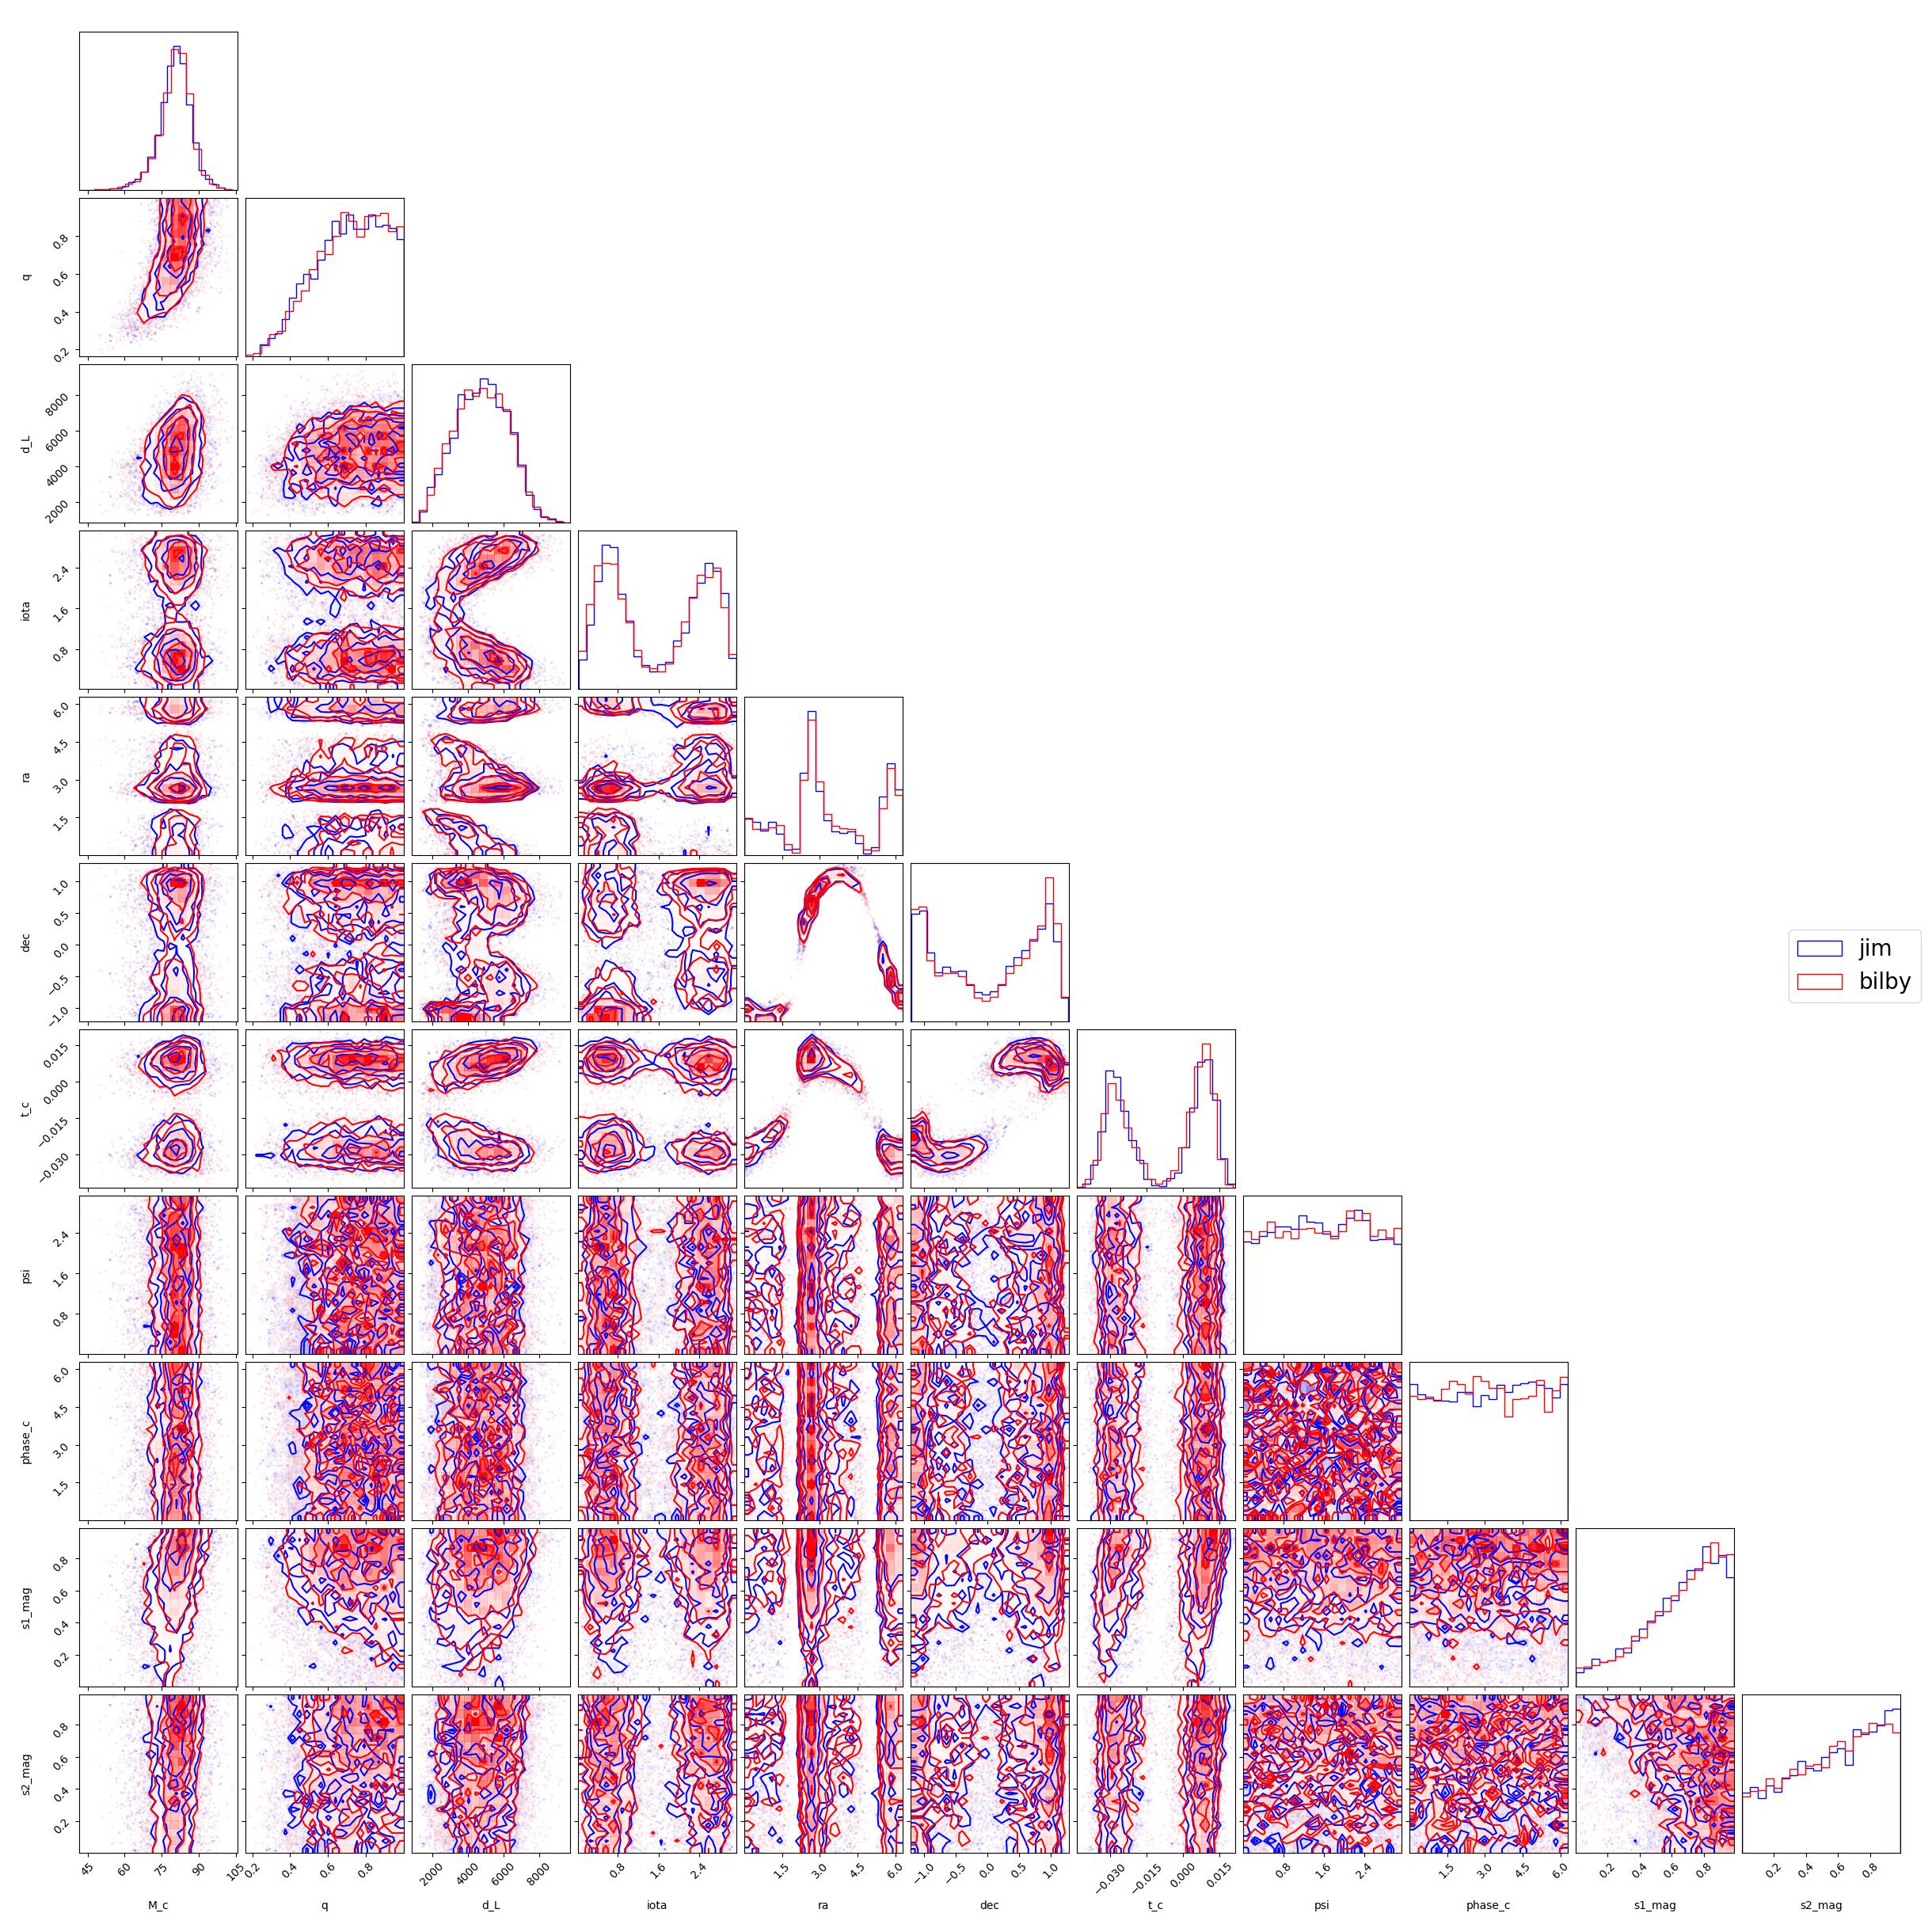 q
0.2
0.4
0.6
0.8
d_L
2000
4000
6000
8000
iota
0.8
1.6
2.4
ra
1.5
3.0
4.5
6.0
dec
−1.0
−0.5
0.0
0.5
1.0
jim
bilby
t_c
−0.030
−0.015
0.000
0.015
psi
0.8
1.6
2.4
phase_c
1.5
3.0
4.5
6.0
s1_mag
0.2
0.4
0.6
0.8
s2_mag
0.2
0.4
0.6
0.8
45 60 75 90 105
0.2 0.4 0.6 0.8
2000 4000 6000 8000
0.8 1.6 2.4
1.5 3.0 4.5 6.0
−1.0 −0.5 0.0 0.5 1.0
−0.030 −0.015 0.000 0.015
0.8 1.6 2.4
1.5 3.0 4.5 6.0
0.2 0.4 0.6 0.8
0.2 0.4 0.6 0.8
M_c q d_L iota ra dec t_c psi phase_c s1_mag s2_mag